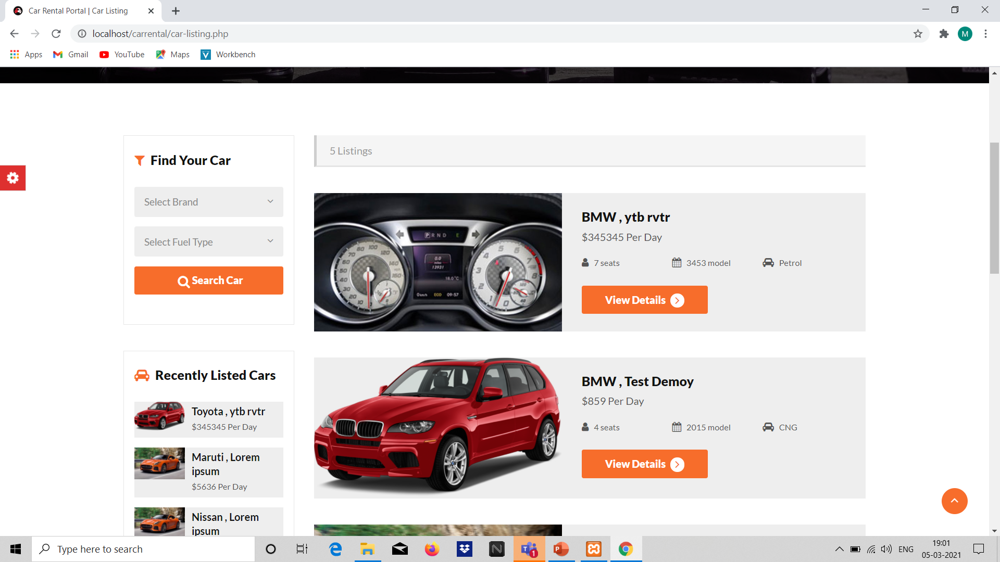 Car Rental Portal | Car Listing
localhost/carrental/car-listing.php
M
Apps
Gmail
YouTube
Maps
Workbench
Find Your Car
Select Brand
Select Fuel Type
Search Car
5 Listings
BMW , ytb rvtr
$345345 Per Day
7 seats
3453 model
Petrol
View Details
BMW , Test Demoy
$859 Per Day
4 seats
2015 model
CNG
View Details
Recently Listed Cars
Toyota , ytb rvtr
$345345 Per Day
Maruti , Lorem
ipsum
$5636 Per Day
Nissan , Lorem
ipsum
Type here to search
1
ENG
19:01
05-03-2021